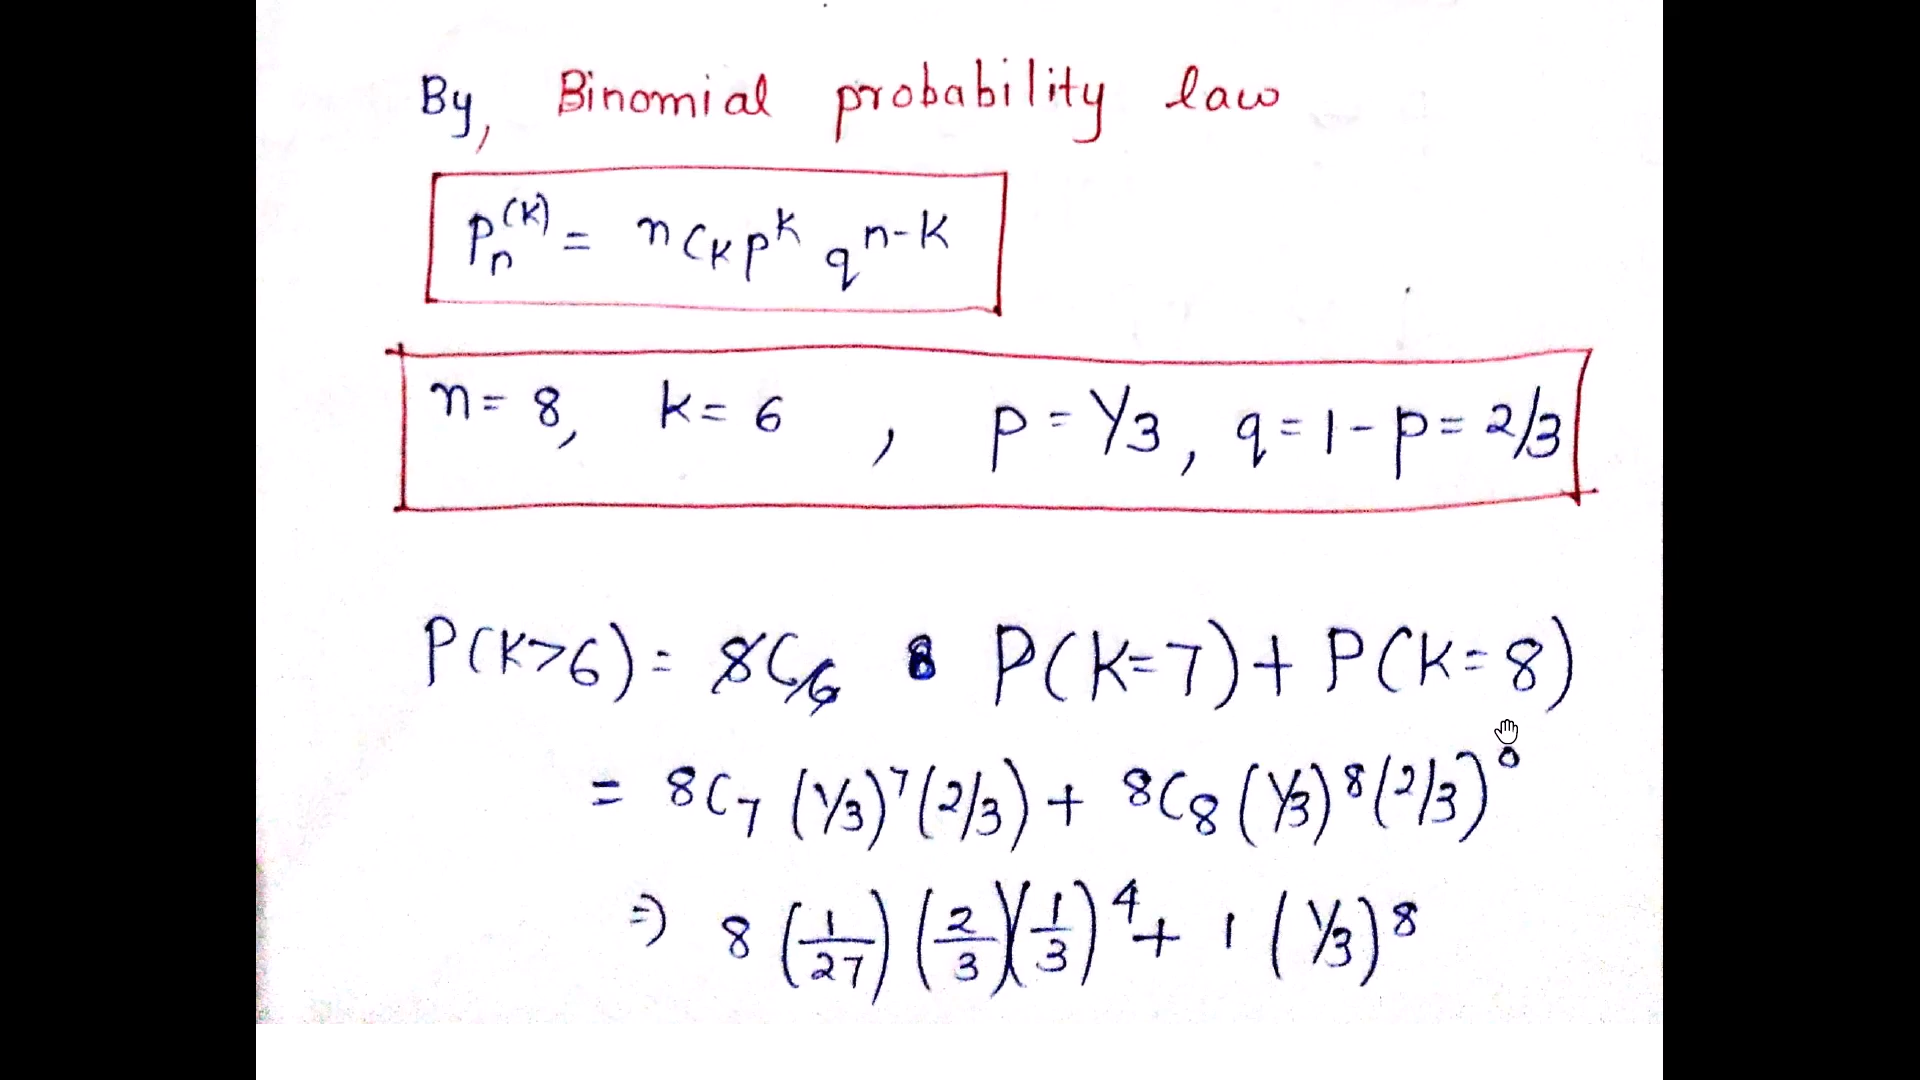 By, Binomial probability law
Pn(k) = nCk p^k q^n-k
n = 8, k = 6 , p = 1/3, q = 1 - p = 2/3
P(K>6) = 8C6 8 P(K=7) + P(K=8)
= 8C7 (1/3)^7 (2/3) + 8C8 (1/3)^8 (2/3)^0
⇒ 8 (1/27) (2/3)(1/3)^4 + 1 (1/3)^8